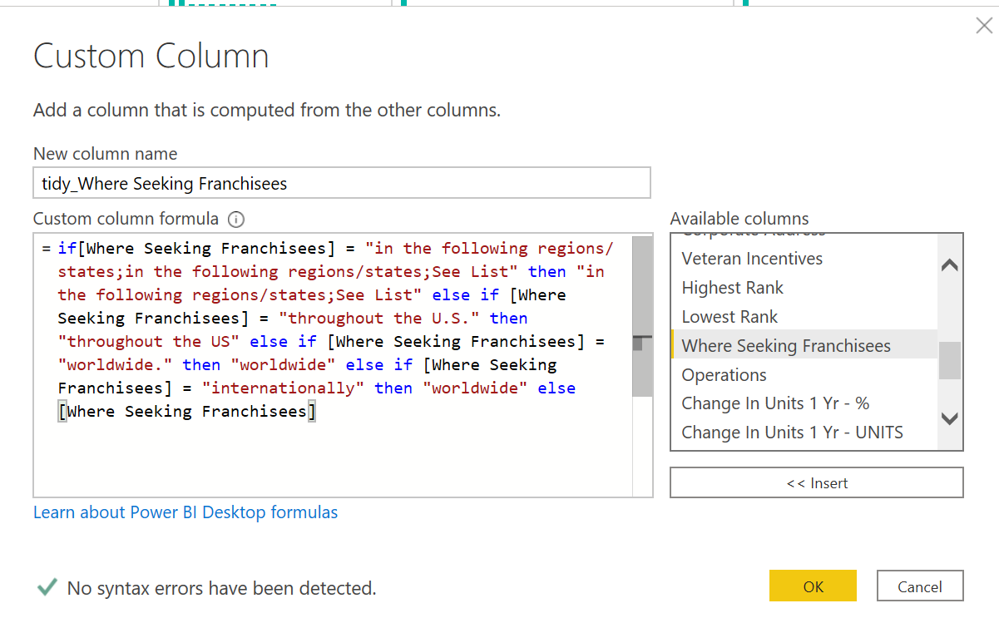 Custom Column
Add a column that is computed from the other columns.
New column name
tidy_Where Seeking Franchisees
Custom column formula
= if[Where Seeking Franchisees] = "in the following regions/
states;in the following regions/states;See List" then "in
the following regions/states;See List" else if [Where
Seeking Franchisees] = "throughout the U.S." then
"throughout the US" else if [Where Seeking Franchisees] =
"worldwide." then "worldwide" else if [Where Seeking
Franchisees] = "internationally" then "worldwide" else
[Where Seeking Franchisees]
Available columns
Corporate Address
Veteran Incentives
Highest Rank
Lowest Rank
Where Seeking Franchisees
Operations
Change In Units 1 Yr - %
Change In Units 1 Yr - UNITS
<< Insert
Learn about Power BI Desktop formulas
No syntax errors have been detected.
OK
Cancel